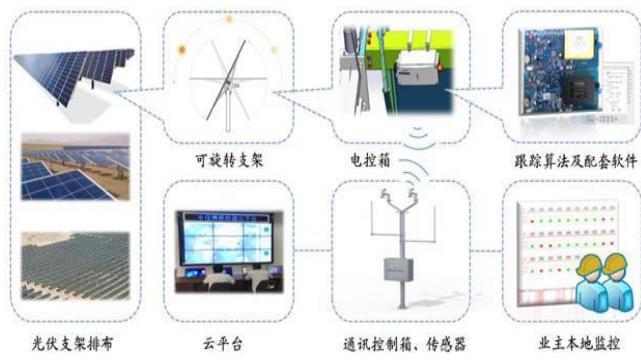 可旋转支架
电控箱
跟踪算法及配套软件
光伏支架排布
云平台
通讯控制箱、传感器
业主本地监控